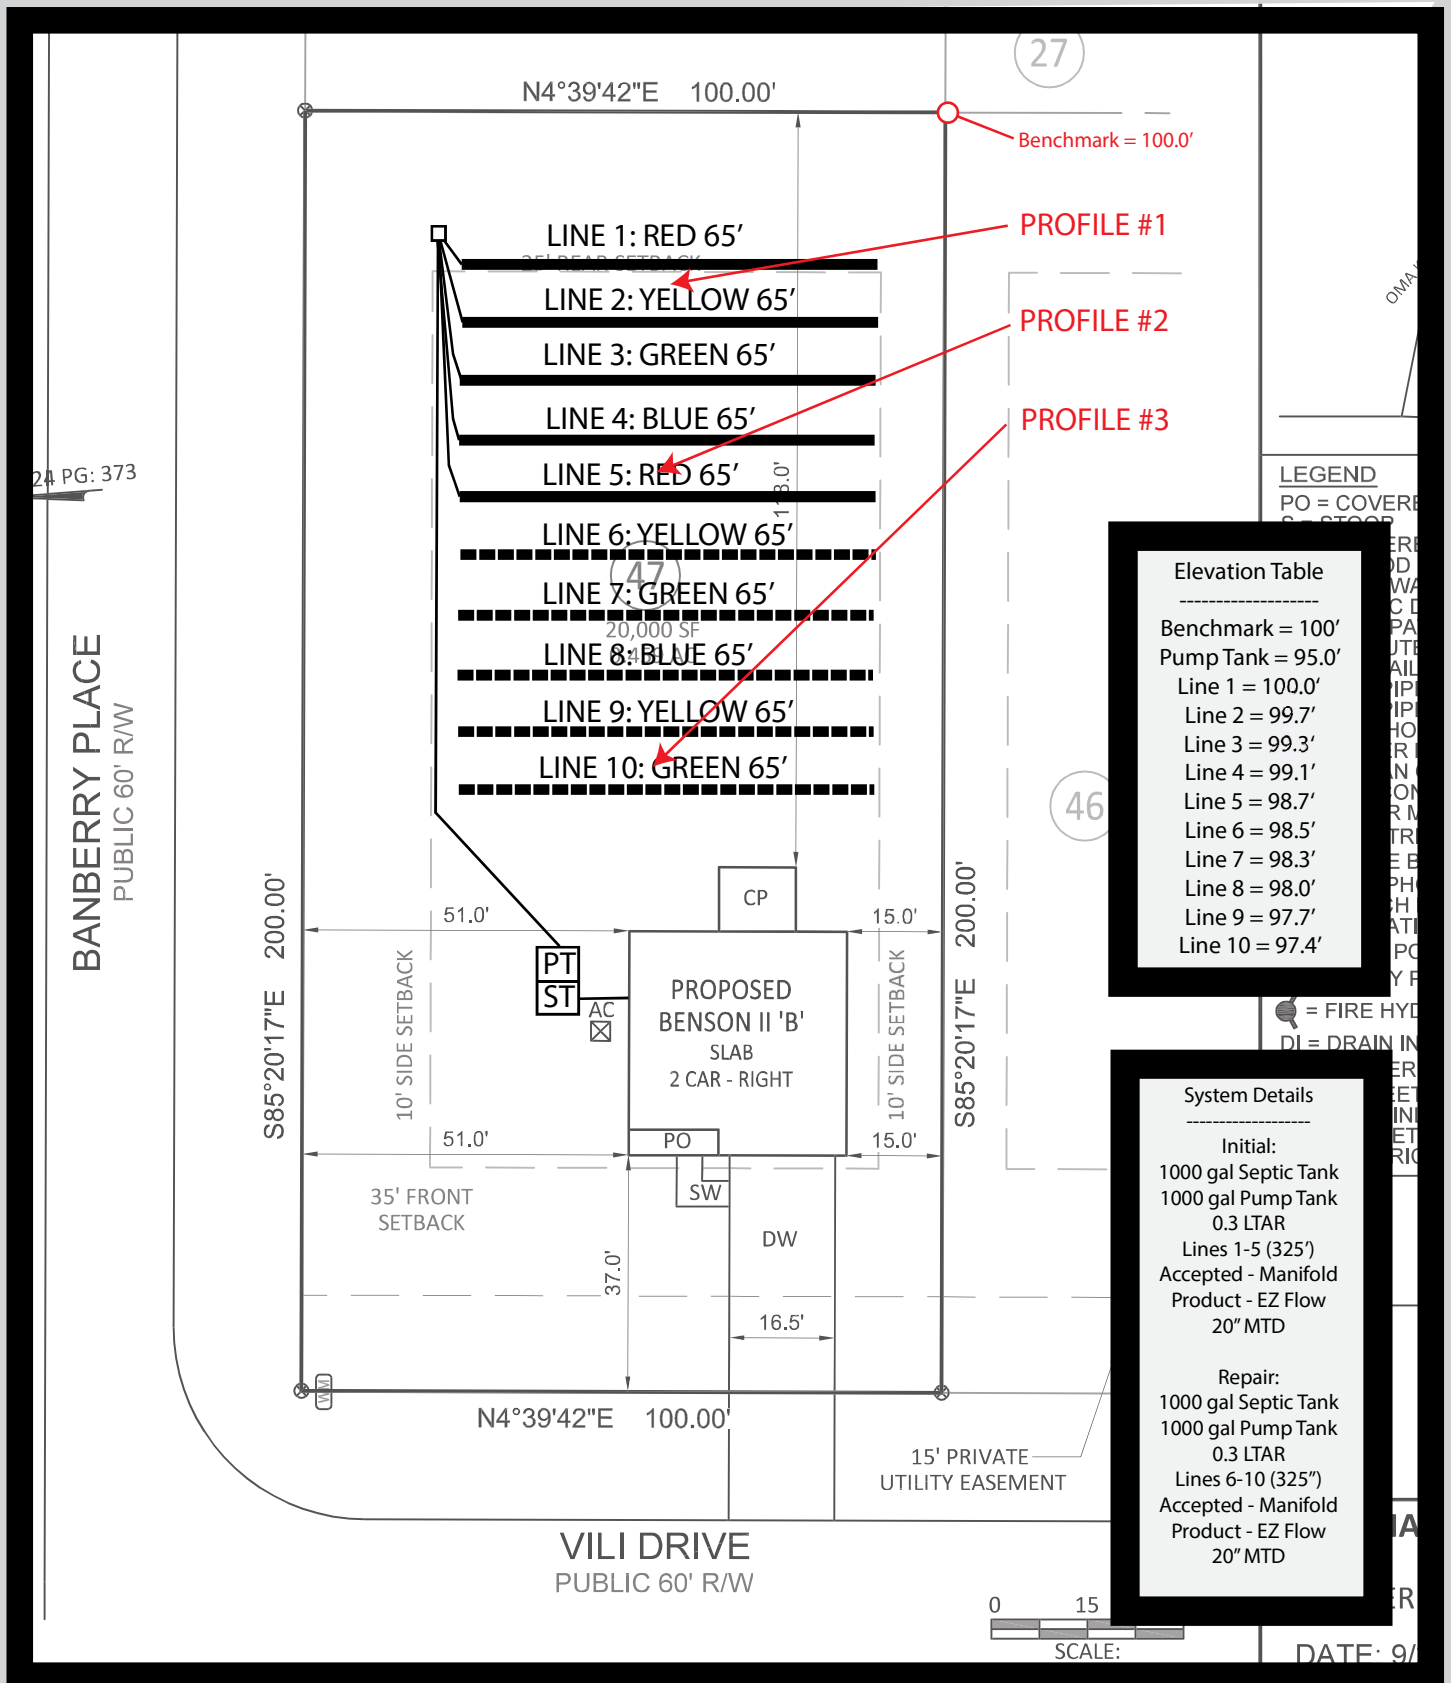 27
N4°39'42"E 100.00'
Benchmark = 100.0'
LINE 1: RED 65'
25' REAR SETBACK
PROFILE #1
LINE 2: YELLOW 65'
PROFILE #2
LINE 3: GREEN 65'
LINE 4: BLUE 65'
PROFILE #3
LINE 5: RED 65'
24 PG: 373
LINE 6: YELLOW 65'
47
LINE 7: GREEN 65'
20,000 SF
LINE 8: BLUE 65'
LINE 9: YELLOW 65'
LINE 10: GREEN 65'
46
BANBERRY PLACE
PUBLIC 60' R/W
LEGEND
PO = COVERE
Elevation Table
-------------------
Benchmark = 100'
Pump Tank = 95.0'
Line 1 = 100.0'
Line 2 = 99.7'
Line 3 = 99.3'
Line 4 = 99.1'
Line 5 = 98.7'
Line 6 = 98.5'
Line 7 = 98.3'
Line 8 = 98.0'
Line 9 = 97.7'
Line 10 = 97.4'
= FIRE HYD
DI = DRAIN IN
S85°20'17"E 200.00'
51.0'
CP
15.0'
S85°20'17"E 200.00'
10' SIDE SETBACK
PT
ST
AC
PROPOSED
BENSON II 'B'
SLAB
2 CAR - RIGHT
10' SIDE SETBACK
51.0'
PO
15.0'
35' FRONT
SETBACK
SW
DW
37.0'
16.5'
WM
N4°39'42"E 100.00'
15' PRIVATE
UTILITY EASEMENT
System Details
-------------------
Initial:
1000 gal Septic Tank
1000 gal Pump Tank
0.3 LTAR
Lines 1-5 (325')
Accepted - Manifold
Product - EZ Flow
20" MTD
Repair:
1000 gal Septic Tank
1000 gal Pump Tank
0.3 LTAR
Lines 6-10 (325")
Accepted - Manifold
Product - EZ Flow
20" MTD
VILI DRIVE
PUBLIC 60' R/W
0 15
SCALE:
DATE: 9/